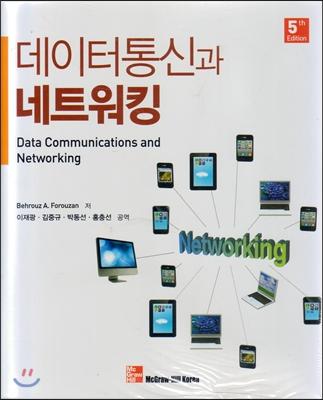 5th
Edition
데이터통신과
네트워킹
Data Communications and
Networking
Behrouz A. Forouzan 저
이재광 · 김중규 · 박동선 · 홍충선 공역
Networking
Mc
Graw
Hill
McGraw-Hill Korea